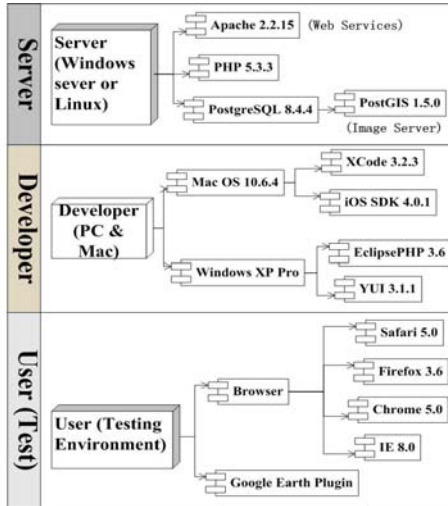 Server
Server
(Windows
sever or
Linux)
Apache 2.2.15
(Web Services)
PHP 5.3.3
PostgreSQL 8.4.4
PostGIS 1.5.0
(Image Server)
Developer
Developer
(PC &
Mac)
Mac OS 10.6.4
XCode 3.2.3
iOS SDK 4.0.1
Windows XP Pro
EclipsePHP 3.6
YUI 3.1.1
User (Test)
User (Testing
Environment)
Browser
Safari 5.0
Firefox 3.6
Chrome 5.0
IE 8.0
Google Earth Plugin